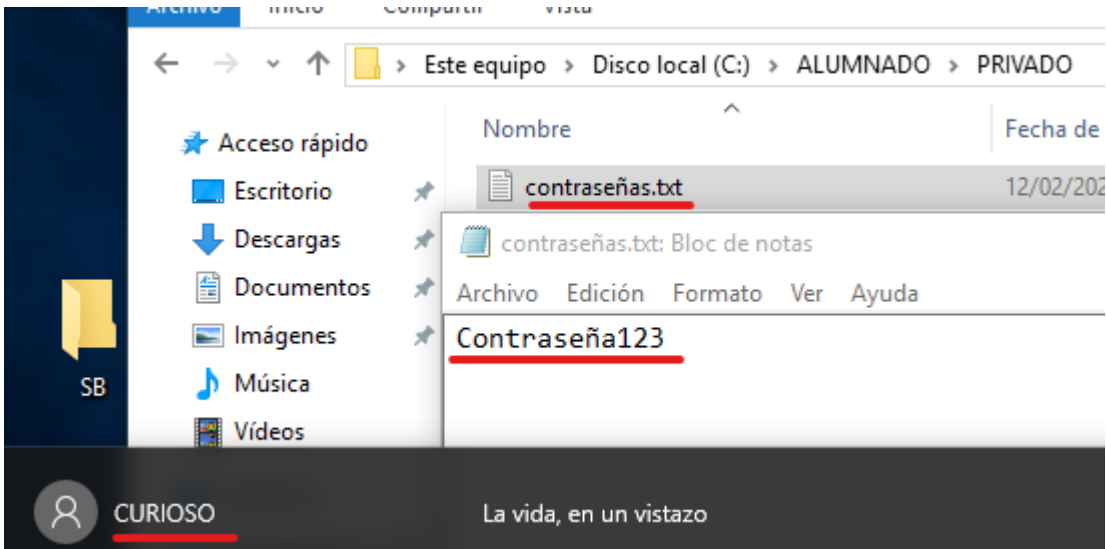 Archivo Inicio Compartir Vista
Este equipo > Disco local (C:) > ALUMNADO > PRIVADO
Nombre Fecha de
Acceso rápido
contraseñas.txt 12/02/202
Escritorio
Descargas
contraseñas.txt: Bloc de notas
Documentos
Archivo Edición Formato Ver Ayuda
Imágenes
Contraseña123
SB
Música
Vídeos
CURIOSO
La vida, en un vistazo